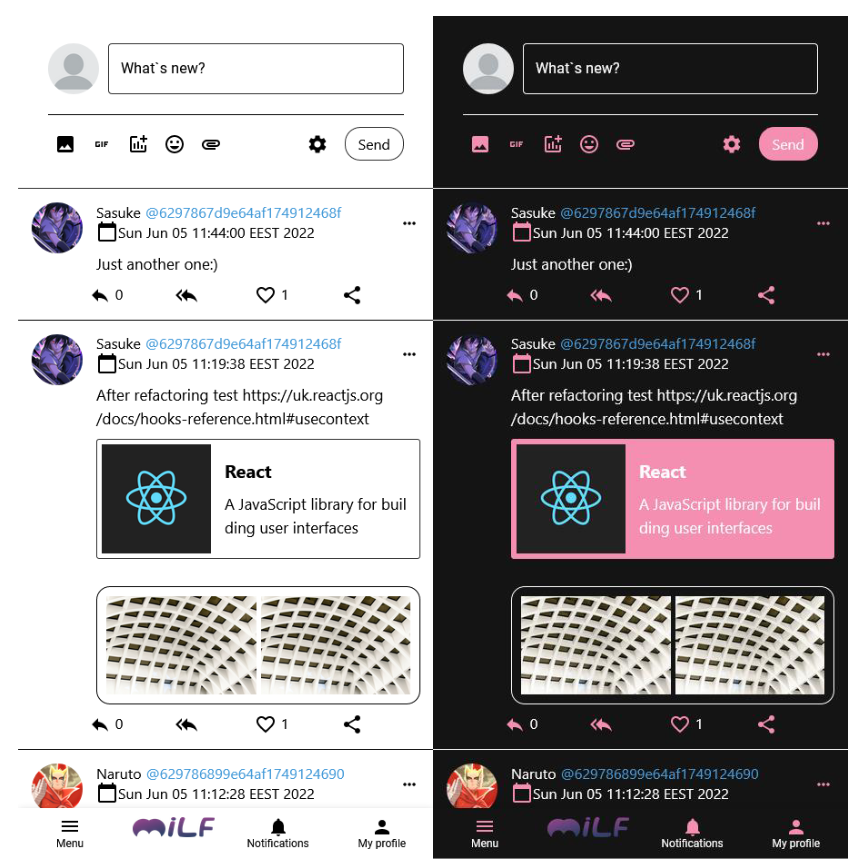 What`s new?
GIF
Send
Sasuke @6297867d9e64af174912468f
Sun Jun 05 11:44:00 EEST 2022
Just another one:)
0
1
Sasuke @6297867d9e64af174912468f
Sun Jun 05 11:19:38 EEST 2022
After refactoring test https://uk.reactjs.org
/docs/hooks-reference.html#usecontext
React
A JavaScript library for buil
ding user interfaces
0
1
Naruto @629786899e64af1749124690
Sun Jun 05 11:12:28 EEST 2022
Menu
MiLF
Notifications
My profile
What`s new?
GIF
Send
Sasuke @6297867d9e64af174912468f
Sun Jun 05 11:44:00 EEST 2022
Just another one:)
0
1
Sasuke @6297867d9e64af174912468f
Sun Jun 05 11:19:38 EEST 2022
After refactoring test https://uk.reactjs.org
/docs/hooks-reference.html#usecontext
React
A JavaScript library for buil
ding user interfaces
0
1
Naruto @629786899e64af1749124690
Sun Jun 05 11:12:28 EEST 2022
Menu
MiLF
Notifications
My profile